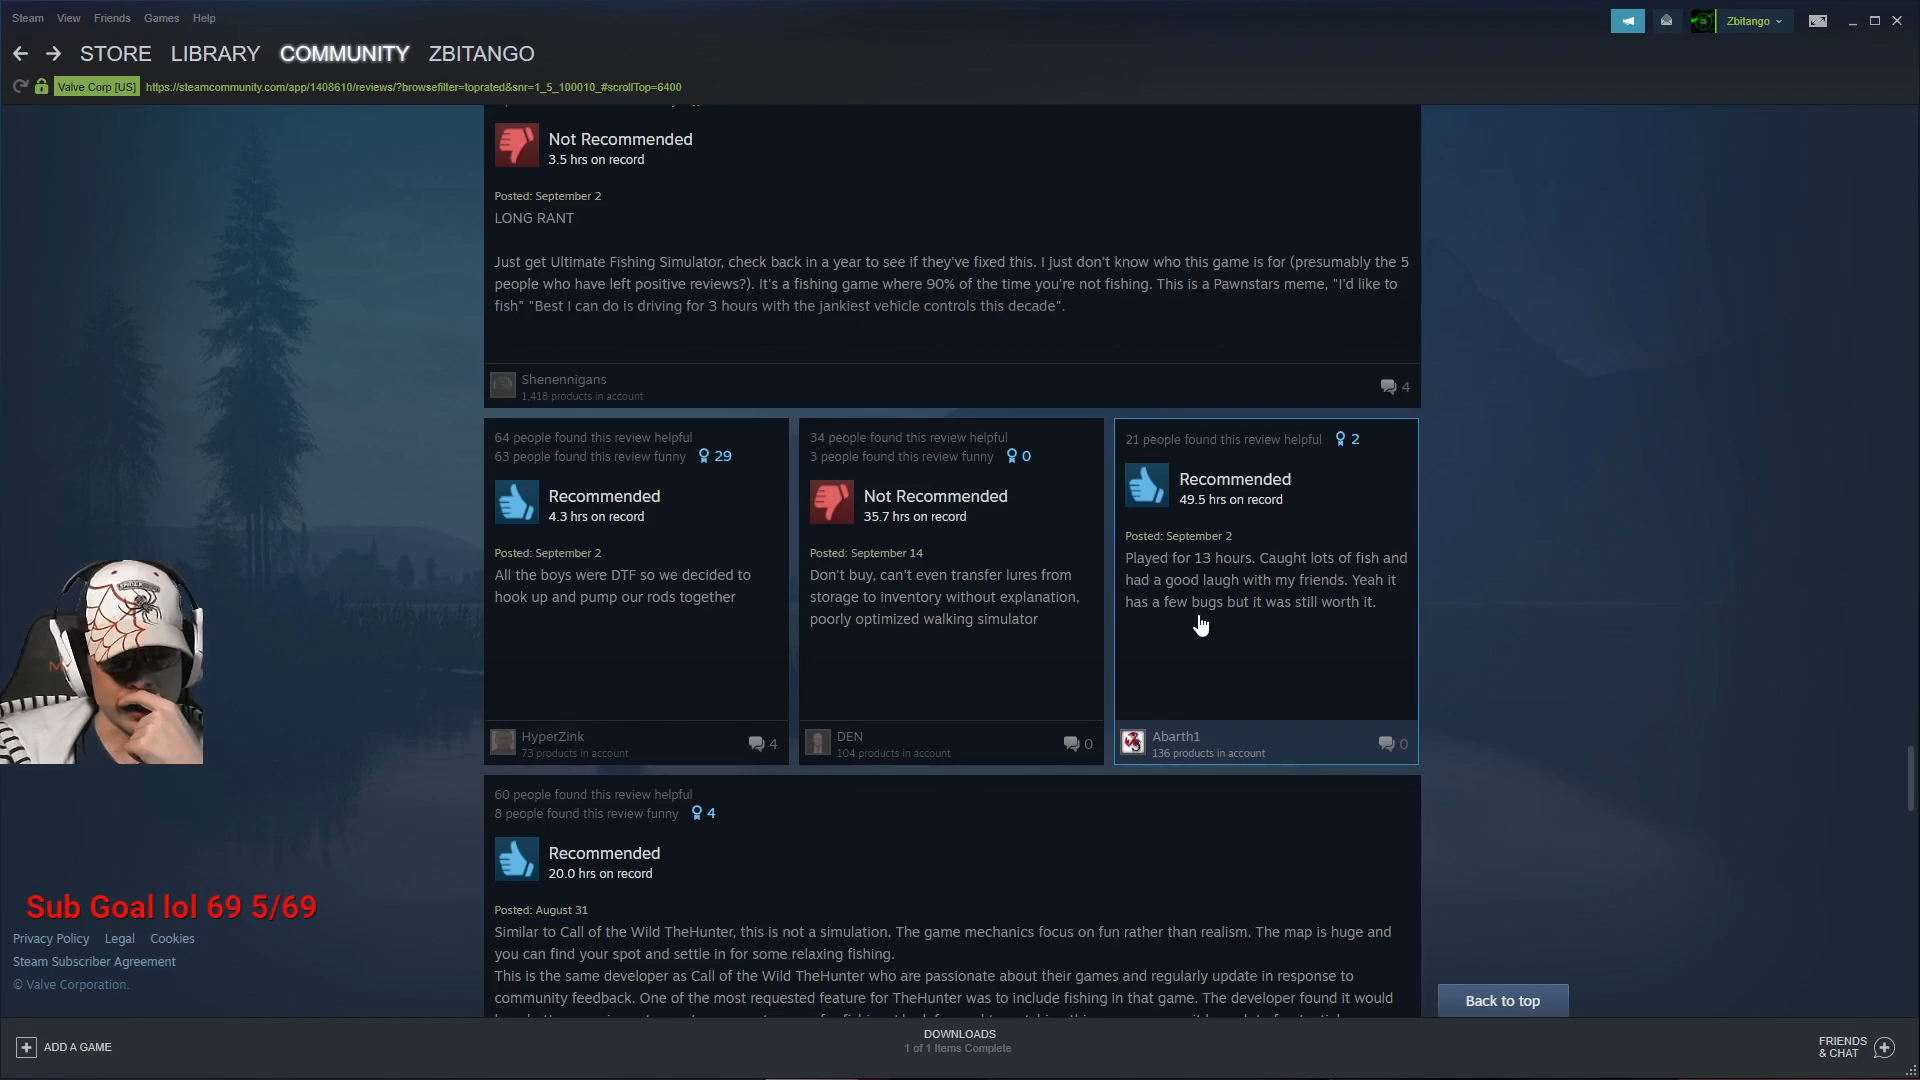 Steam View Friends Games Help
Zbitango
STORE LIBRARY COMMUNITY ZBITANGO
Valve Corp [US] https://steamcommunity.com/app/1408610/reviews/?browsefilter=toprated&snr=1_5_100010_#scrollTop=6400
Not Recommended
3.5 hrs on record
Posted: September 2
LONG RANT
Just get Ultimate Fishing Simulator, check back in a year to see if they've fixed this. I just don't know who this game is for (presumably the 5
people who have left positive reviews?). It's a fishing game where 90% of the time you're not fishing. This is a Pawnstars meme, "I'd like to
fish" "Best I can do is driving for 3 hours with the jankiest vehicle controls this decade".
Shenennigans
1,418 products in account
4
64 people found this review helpful
63 people found this review funny 29
Recommended
4.3 hrs on record
Posted: September 2
All the boys were DTF so we decided to
hook up and pump our rods together
HyperZink
73 products in account
4
34 people found this review helpful
3 people found this review funny 0
Not Recommended
35.7 hrs on record
Posted: September 14
Don't buy, can't even transfer lures from
storage to inventory without explanation,
poorly optimized walking simulator
DEN
104 products in account
0
21 people found this review helpful 2
Recommended
49.5 hrs on record
Posted: September 2
Played for 13 hours. Caught lots of fish and
had a good laugh with my friends. Yeah it
has a few bugs but it was still worth it.
Abarth1
136 products in account
0
60 people found this review helpful
8 people found this review funny 4
Recommended
20.0 hrs on record
Posted: August 31
Similar to Call of the Wild TheHunter, this is not a simulation. The game mechanics focus on fun rather than realism. The map is huge and
you can find your spot and settle in for some relaxing fishing.
This is the same developer as Call of the Wild TheHunter who are passionate about their games and regularly update in response to
community feedback. One of the most requested feature for TheHunter was to include fishing in that game. The developer found it would
Sub Goal lol 69 5/69
Privacy Policy Legal Cookies
Steam Subscriber Agreement
© Valve Corporation.
Back to top
ADD A GAME
DOWNLOADS
1 of 1 Items Complete
FRIENDS
& CHAT